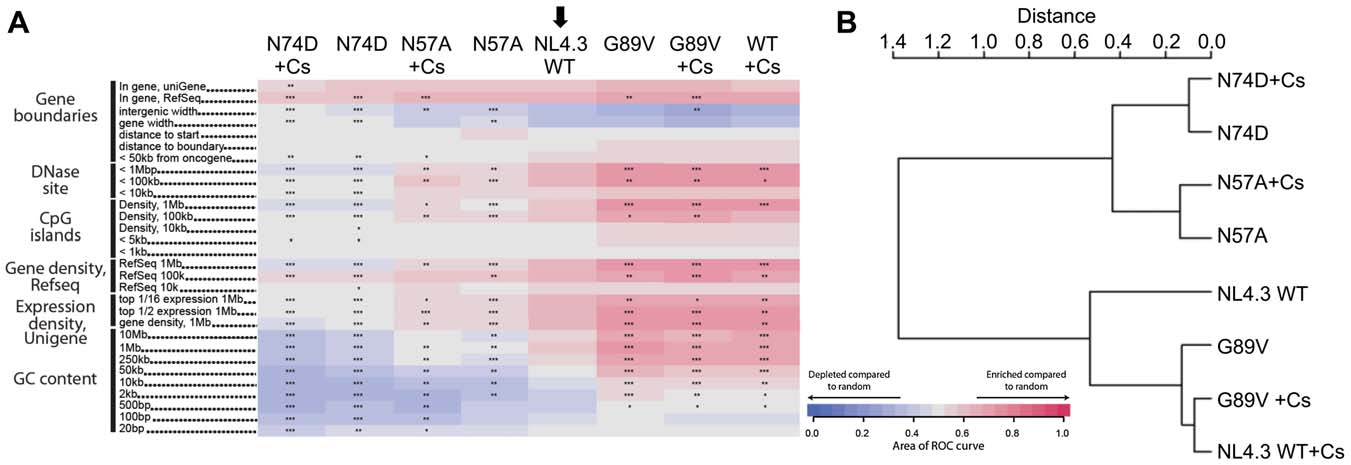 A
N74D
+Cs
N74D
N57A
+Cs
N57A
NL4.3
WT
G89V
G89V
+Cs
WT
+Cs
Gene
boundaries
In gene, uniGene
In gene, RefSeq
intergenic width
gene width
distance to start
distance to boundary
< 50kb from oncogene
DNase
site
< 1Mbp
< 100kb
< 10kb
CpG
islands
Density, 1Mb
Density, 100kb
Density, 10kb
< 5kb
< 1kb
Gene density,
Refseq
RefSeq 1Mb
RefSeq 100k
RefSeq 10k
Expression
density,
Unigene
top 1/16 expression 1Mb
top 1/2 expression 1Mb
gene density, 1Mb
GC content
10Mb
1Mb
250kb
50kb
10kb
2kb
500bp
100bp
20bp
Depleted compared
to random
Enriched compared
to random
0.0 0.2 0.4 0.6 0.8 1.0
Area of ROC curve
B
Distance
1.4 1.2 1.0 0.8 0.6 0.4 0.2 0.0
N74D+Cs
N74D
N57A+Cs
N57A
NL4.3 WT
G89V
G89V +Cs
NL4.3 WT+Cs